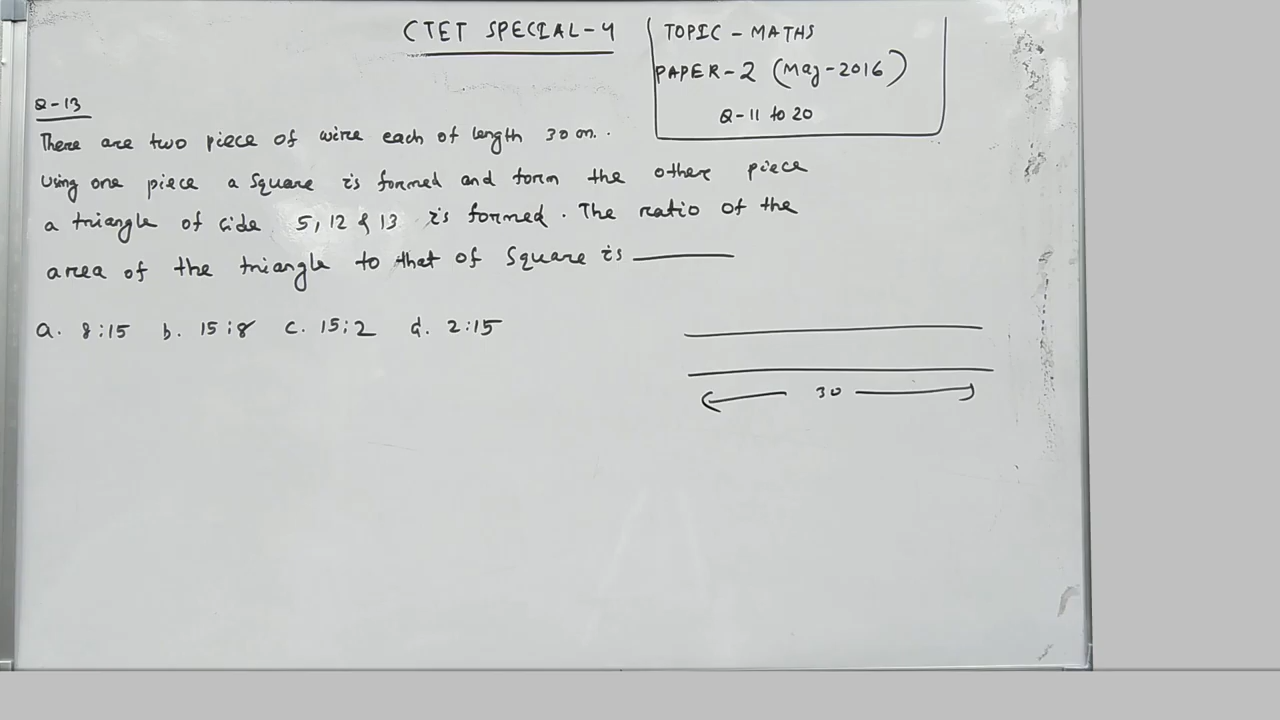 CTET SPECIAL-4
TOPIC - MATHS
PAPER-2 (May-2016)
Q-11 to 20
Q-13
There are two piece of wire each of length 30 cm.
Using one piece a square is formed and form the other piece
a triangle of side 5, 12 & 13 is formed. The ratio of the
area of the triangle to that of square is ______
a. 8:15 b. 15:8 c. 15:2 d. 2:15
30